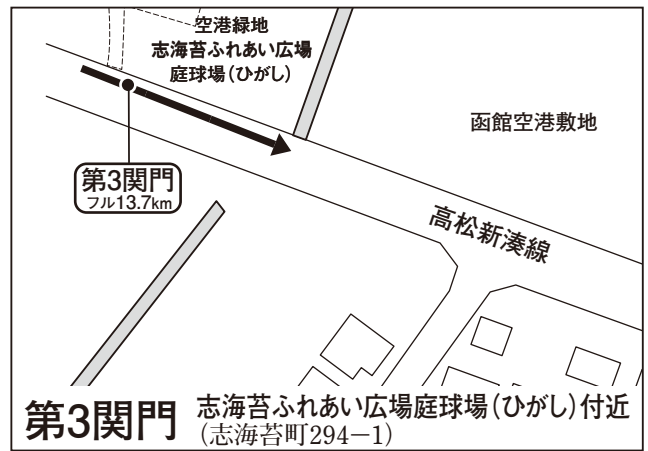 空港緑地
志海苔ふれあい広場
庭球場（ひがし）
函館空港敷地
第3関門
フル13.7km
高松新湊線
第3関門 志海苔ふれあい広場庭球場（ひがし）付近
（志海苔町294−1）